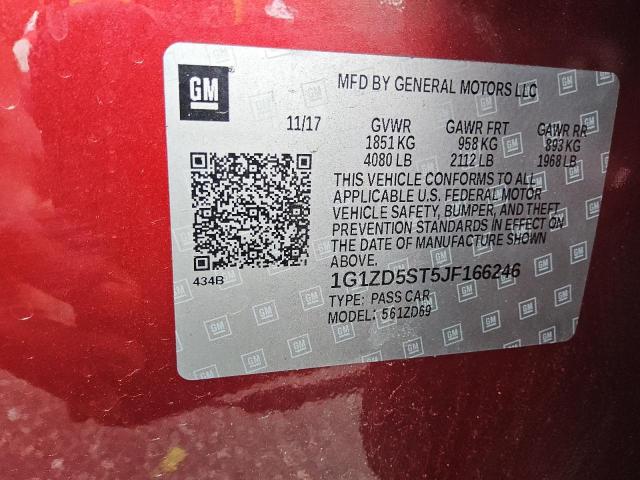 GM
MFD BY GENERAL MOTORS LLC
11/17 GVWR GAWR FRT GAWR RR
1851 KG 958 KG 893 KG
4080 LB 2112 LB 1968 LB
THIS VEHICLE CONFORMS TO ALL
APPLICABLE U.S. FEDERAL MOTOR
VEHICLE SAFETY, BUMPER, AND THEFT
PREVENTION STANDARDS IN EFFECT ON
THE DATE OF MANUFACTURE SHOWN
ABOVE.
434B
1G1ZD5ST5JF166246
TYPE: PASS CAR
MODEL: 561ZD69